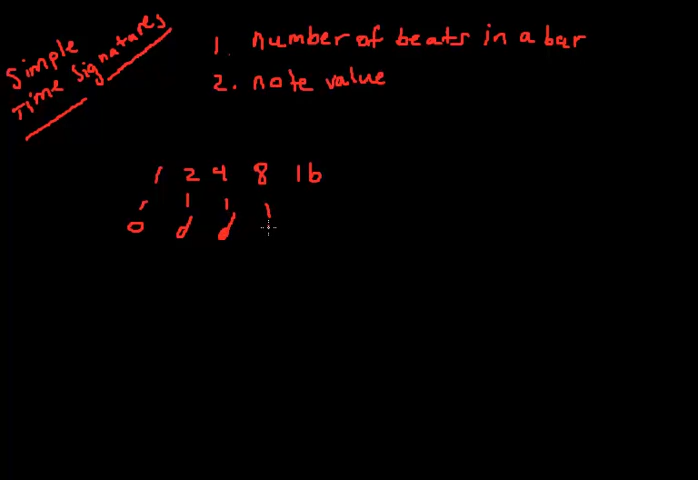 Simple
Time Signatures
1. number of beats in a bar
2. note value
1 2 4 8 16